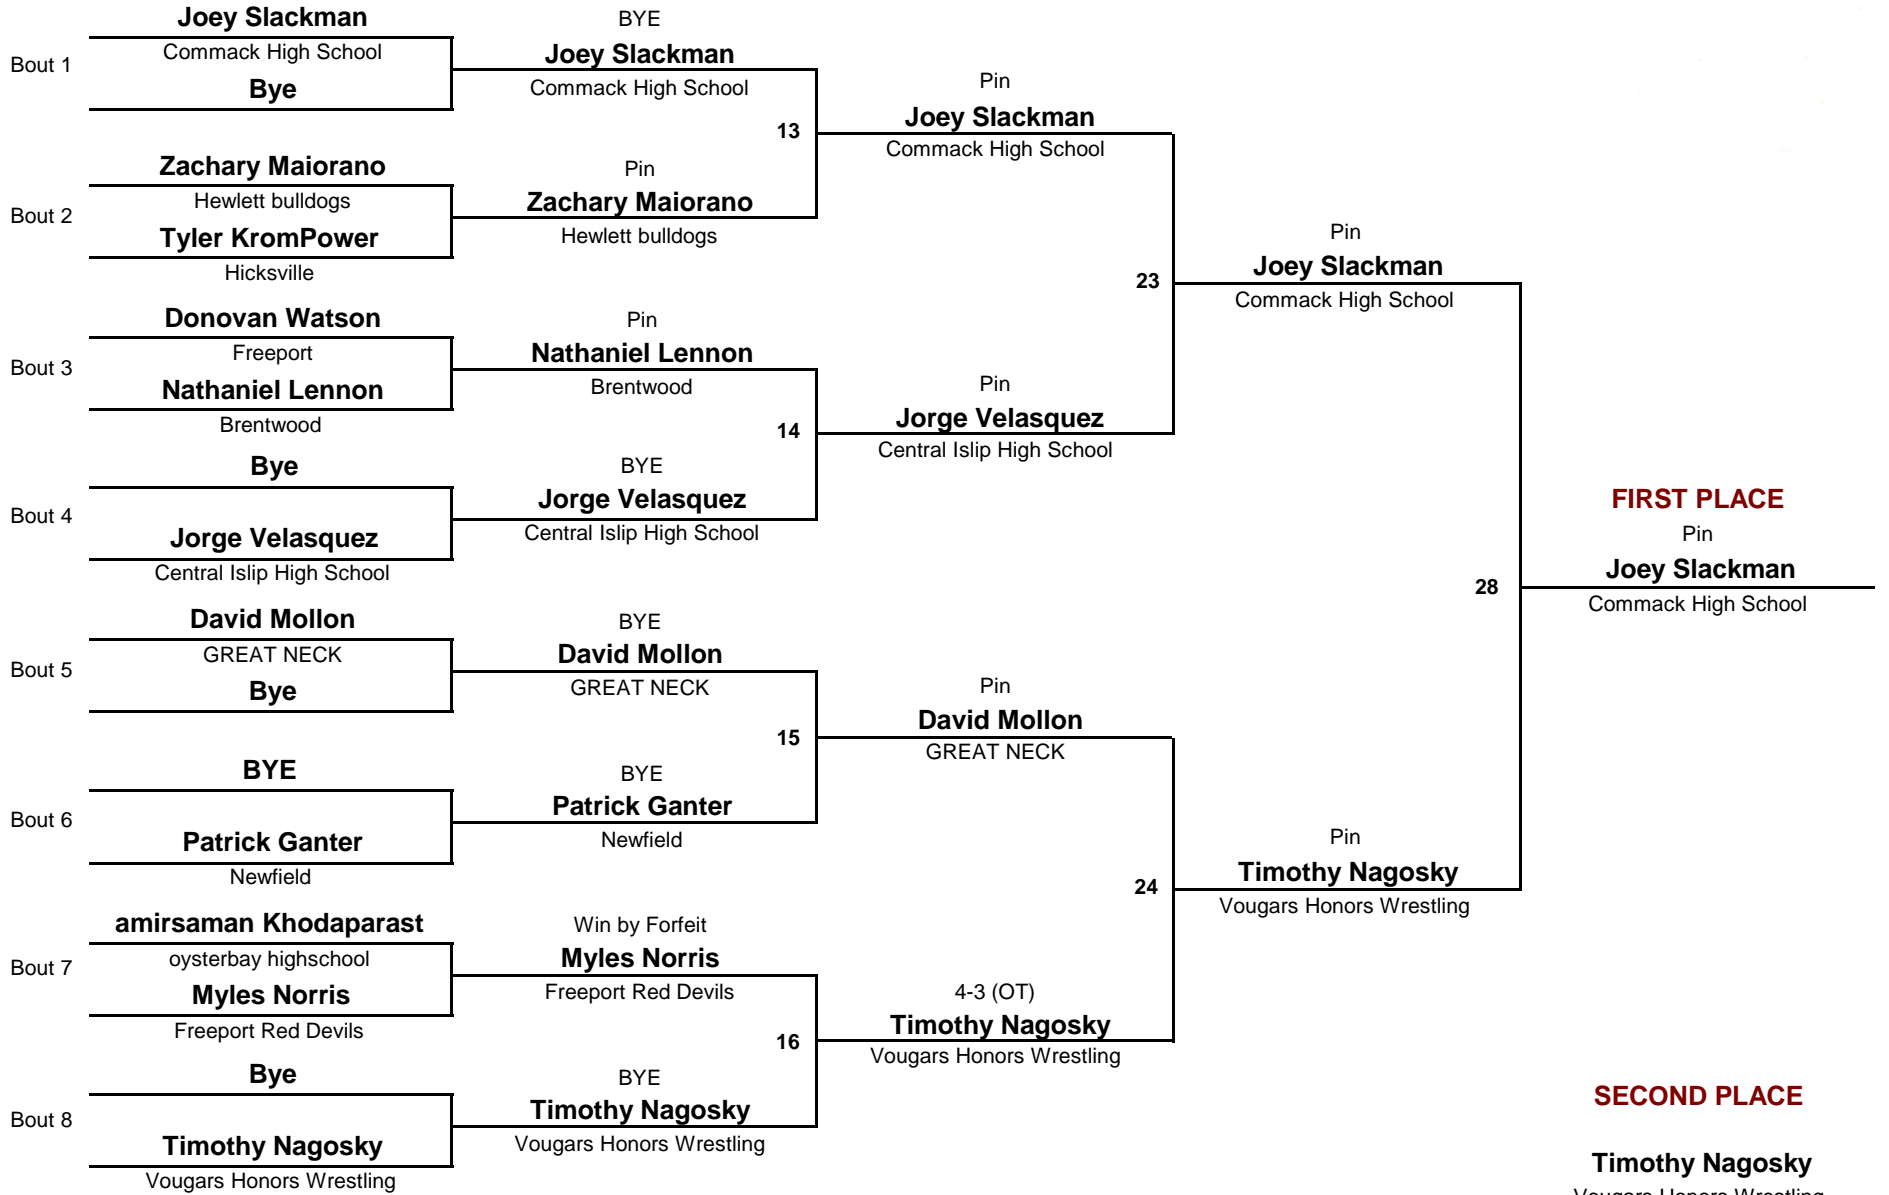 Joey Slackman
Bout 1
Commack High School
Bye
BYE
Joey Slackman
Commack High School
Zachary Maiorano
Bout 2
Hewlett bulldogs
Tyler KromPower
Hicksville
Pin
Zachary Maiorano
Hewlett bulldogs
13
Pin
Joey Slackman
Commack High School
Donovan Watson
Bout 3
Freeport
Nathaniel Lennon
Brentwood
Pin
Nathaniel Lennon
Brentwood
Bye
Bout 4
Jorge Velasquez
Central Islip High School
BYE
Jorge Velasquez
Central Islip High School
14
Pin
Jorge Velasquez
Central Islip High School
23
Pin
Joey Slackman
Commack High School
David Mollon
Bout 5
GREAT NECK
Bye
BYE
David Mollon
GREAT NECK
BYE
Bout 6
Patrick Ganter
Newfield
BYE
Patrick Ganter
Newfield
15
Pin
David Mollon
GREAT NECK
amirsaman Khodaparast
Bout 7
oysterbay highschool
Myles Norris
Freeport Red Devils
Win by Forfeit
Myles Norris
Freeport Red Devils
Bye
Bout 8
Timothy Nagosky
Vougars Honors Wrestling
BYE
Timothy Nagosky
Vougars Honors Wrestling
16
4-3 (OT)
Timothy Nagosky
Vougars Honors Wrestling
24
Pin
Timothy Nagosky
Vougars Honors Wrestling
28
FIRST PLACE
Pin
Joey Slackman
Commack High School
SECOND PLACE
Timothy Nagosky
Vougars Honors Wrestling